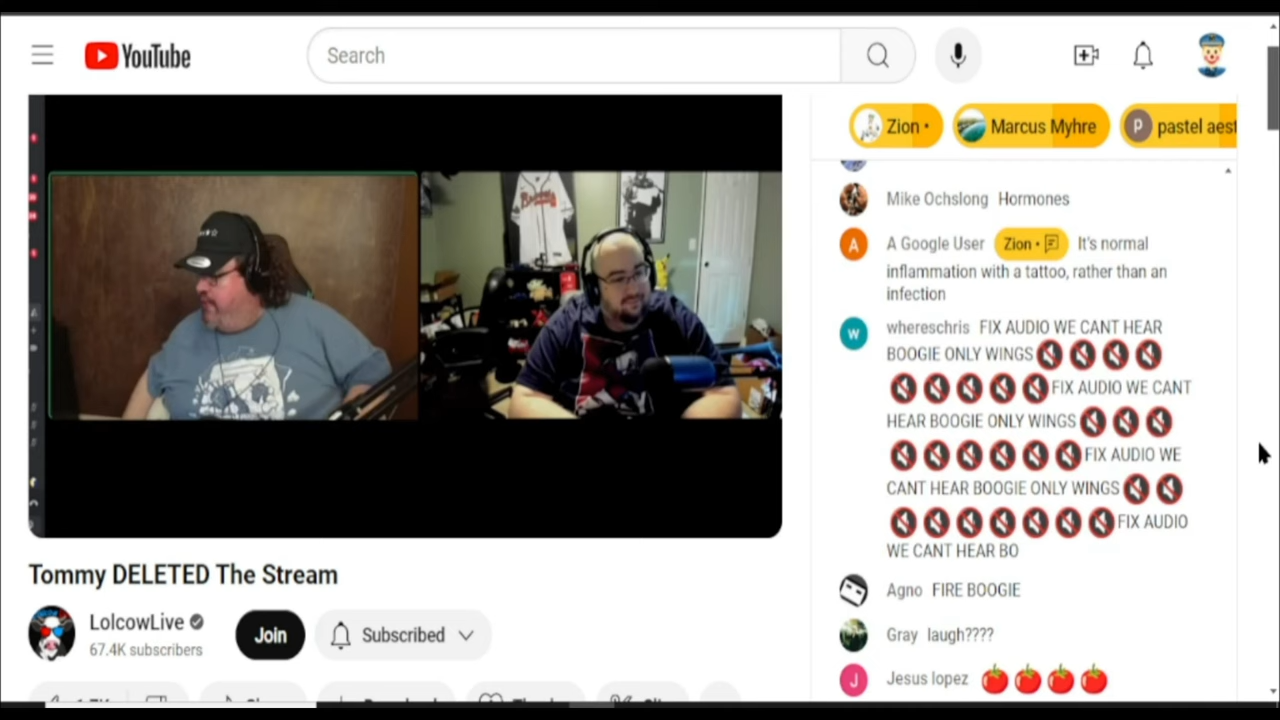 YouTube
Search
Zion •
Marcus Myhre
P
pastel aest
Mike Ochslong Hormones
A
A Google User Zion • It's normal
inflammation with a tattoo, rather than an
infection
W
whereschris FIX AUDIO WE CANT HEAR
BOOGIE ONLY WINGS 🔇🔇🔇🔇
🔇🔇🔇🔇🔇FIX AUDIO WE CANT
HEAR BOOGIE ONLY WINGS 🔇🔇🔇
🔇🔇🔇🔇🔇🔇FIX AUDIO WE
CANT HEAR BOOGIE ONLY WINGS 🔇🔇
🔇🔇🔇🔇🔇🔇🔇FIX AUDIO
WE CANT HEAR BO
Agno FIRE BOOGIE
Gray laugh????
J
Jesus lopez 🍅🍅🍅🍅
Tommy DELETED The Stream
LolcowLive
67.4K subscribers
Join
Subscribed